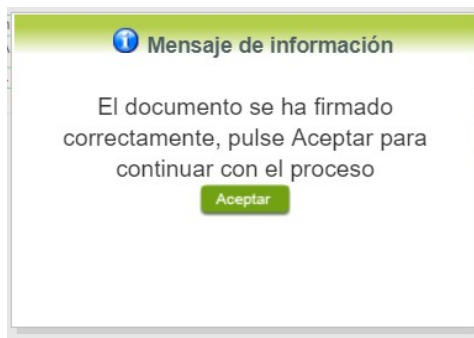 Mensaje de información
El documento se ha firmado
correctamente, pulse Aceptar para
continuar con el proceso
Aceptar